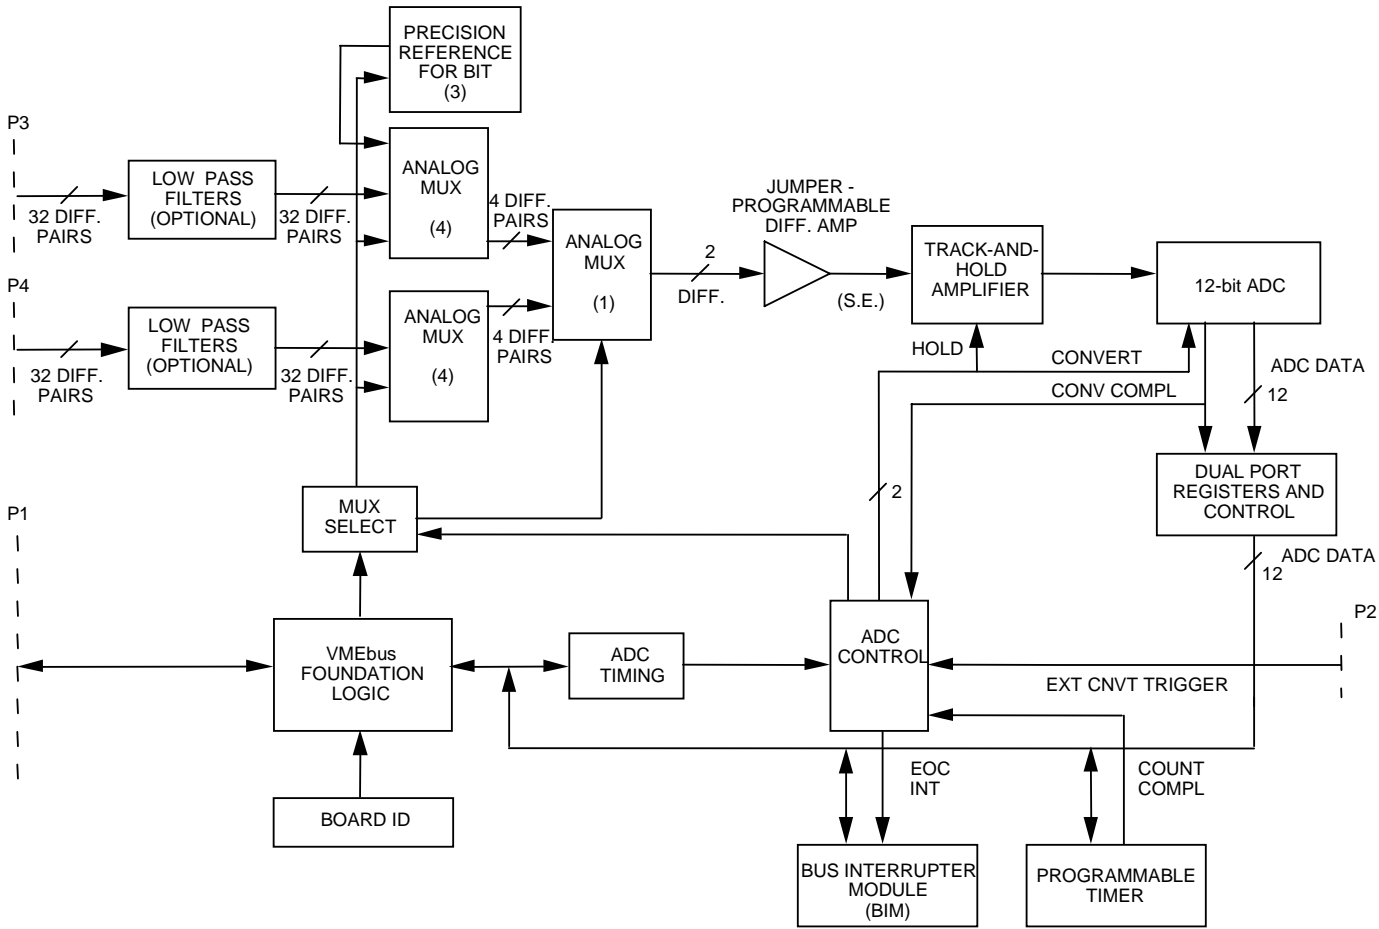 PRECISION
REFERENCE
FOR BIT
(3)
P3
LOW PASS
FILTERS
(OPTIONAL)
32 DIFF.
PAIRS
32 DIFF.
PAIRS
ANALOG
MUX
(4)
4 DIFF.
PAIRS
ANALOG
MUX
(1)
2
DIFF.
JUMPER -
PROGRAMMABLE
DIFF. AMP
(S.E.)
TRACK-AND-
HOLD
AMPLIFIER
12-bit ADC
P4
LOW PASS
FILTERS
(OPTIONAL)
32 DIFF.
PAIRS
32 DIFF.
PAIRS
ANALOG
MUX
(4)
4 DIFF.
PAIRS
HOLD
CONVERT
CONV COMPL
ADC DATA
12
2
DUAL PORT
REGISTERS AND
CONTROL
ADC DATA
12
MUX
SELECT
P1
VMEbus
FOUNDATION
LOGIC
ADC
TIMING
ADC
CONTROL
P2
EXT CNVT TRIGGER
EOC
INT
COUNT
COMPL
BOARD ID
BUS INTERRUPTER
MODULE
(BIM)
PROGRAMMABLE
TIMER